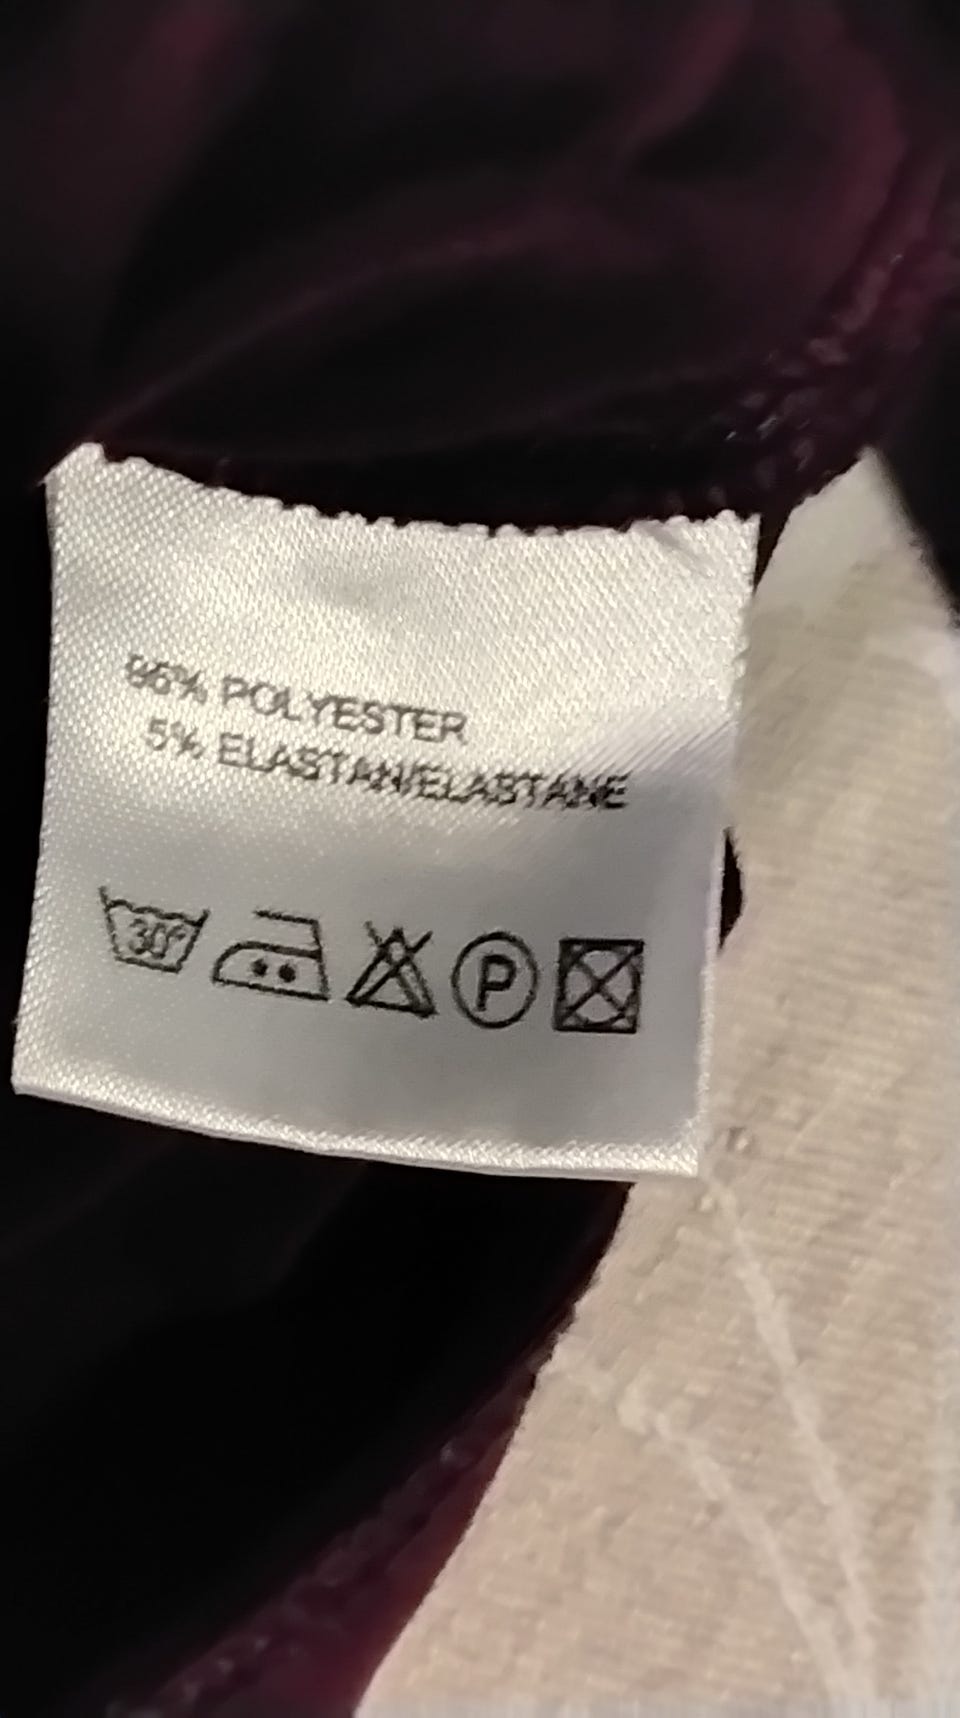 95% POLYESTER
5% ELASTAN/ELASTANE
30°
P